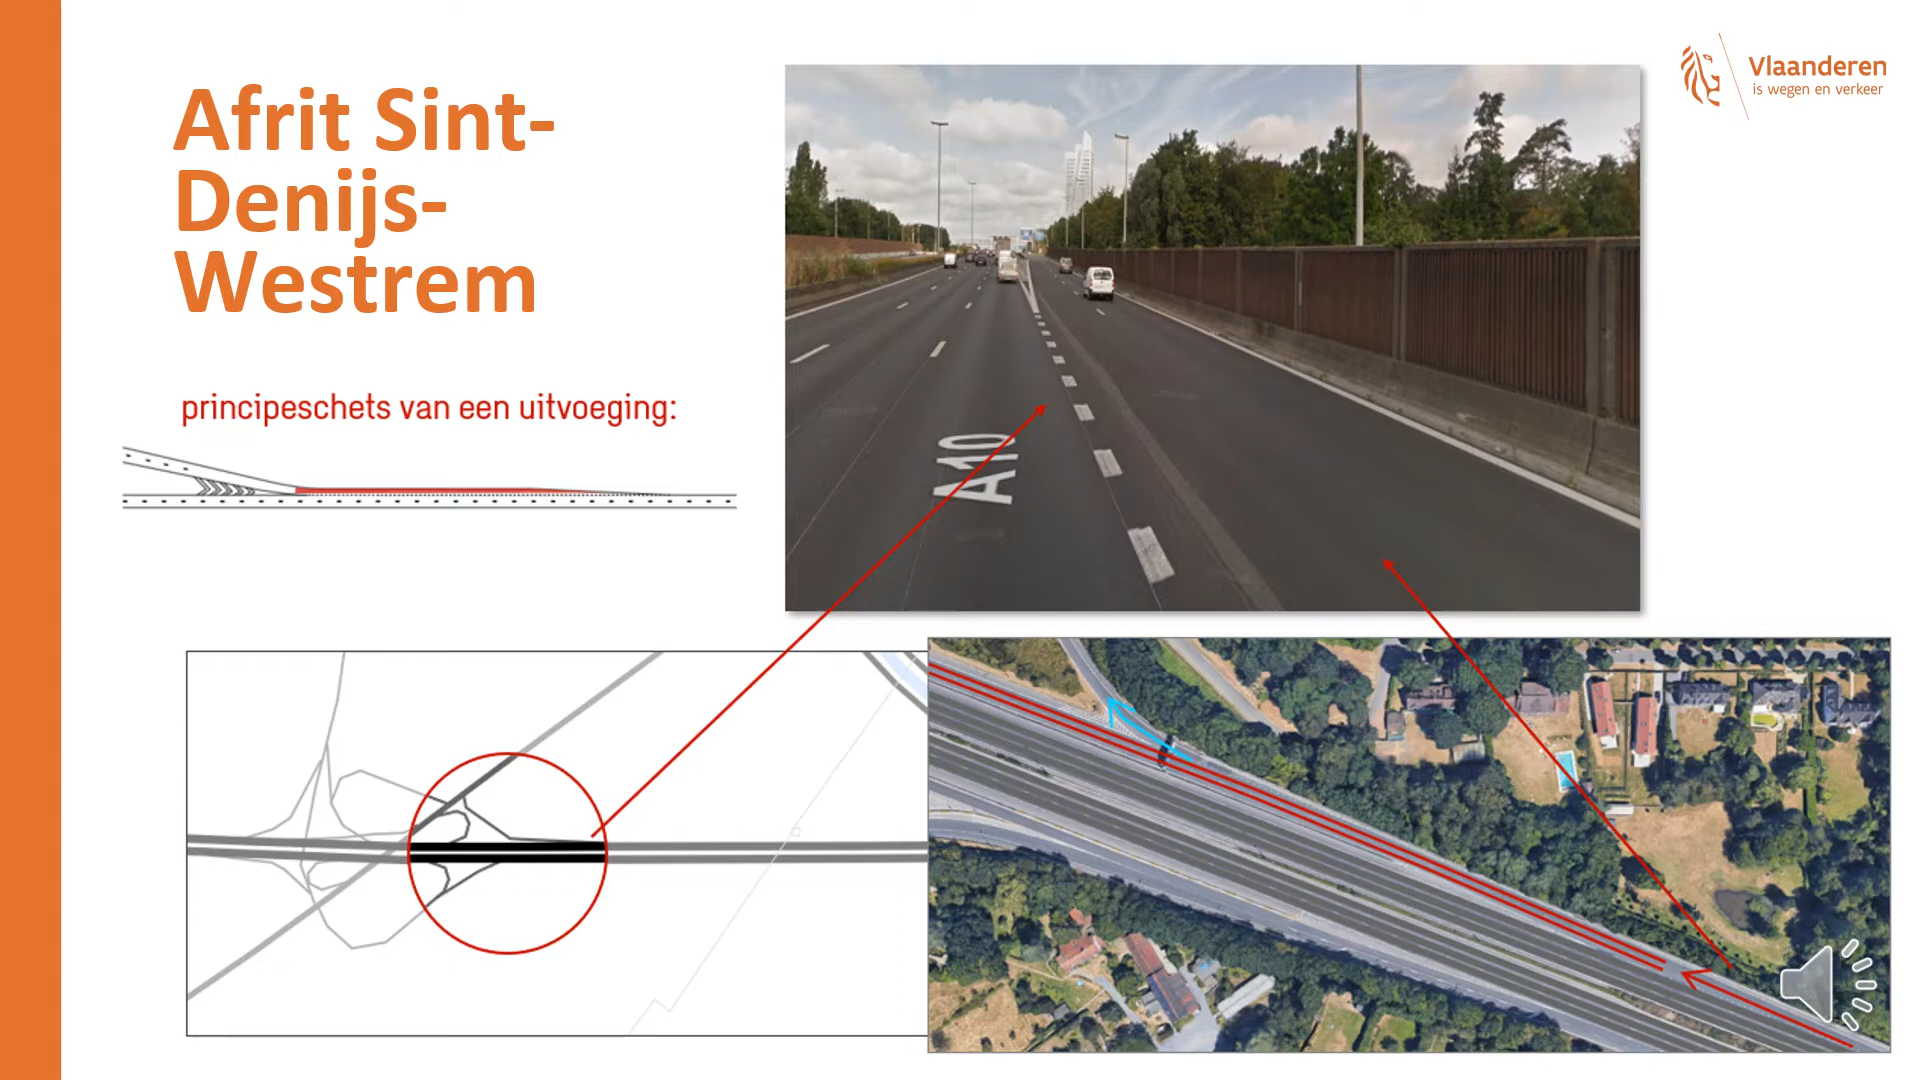 Afrit Sint-
Denijs-
Westrem
principeschets van een uitvoeging:
A10
Vlaanderen
is wegen en verkeer